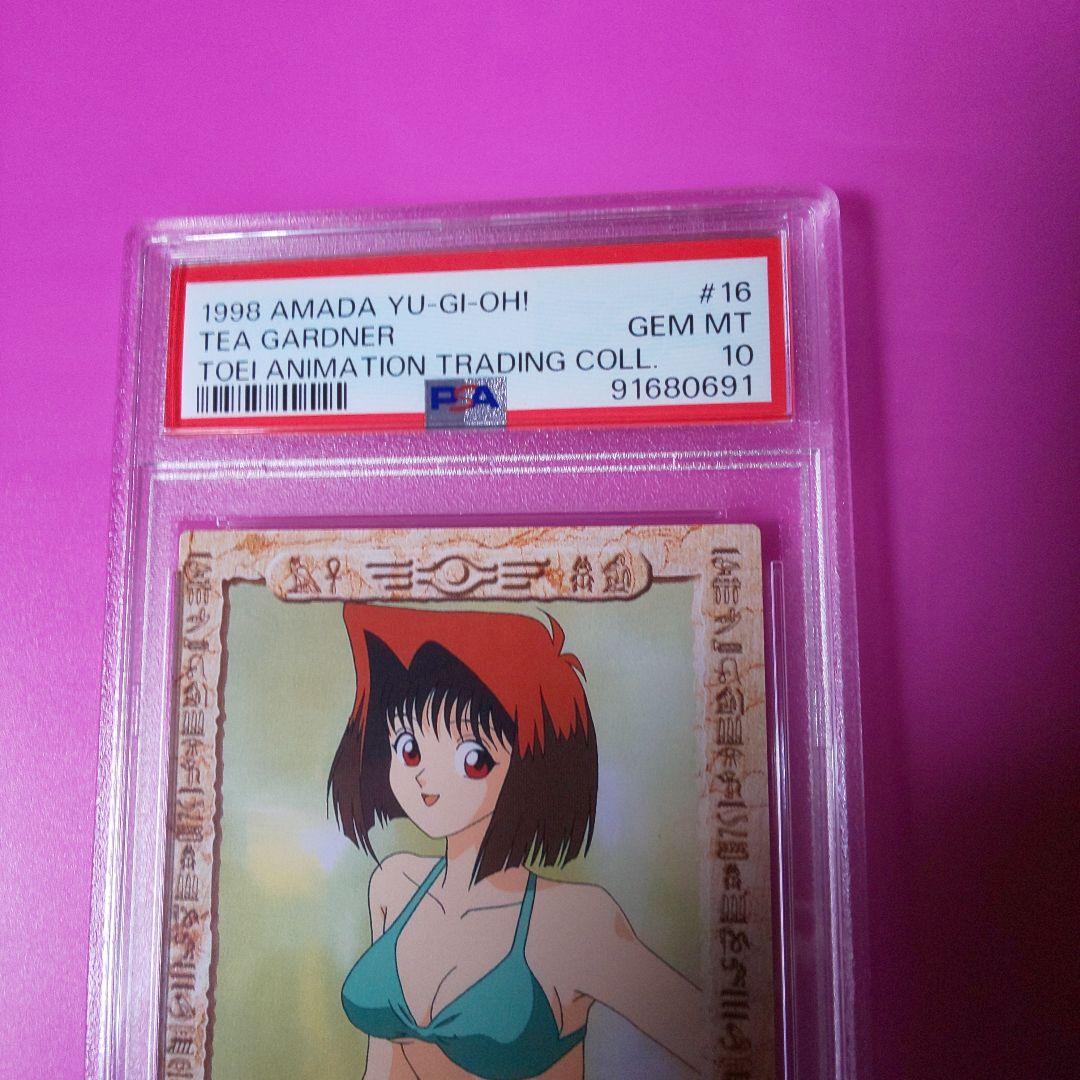 1998 AMADA YU-GI-OH! #16
TEA GARDNER GEM MT
TOEI ANIMATION TRADING COLL. 10
91680691
PSA